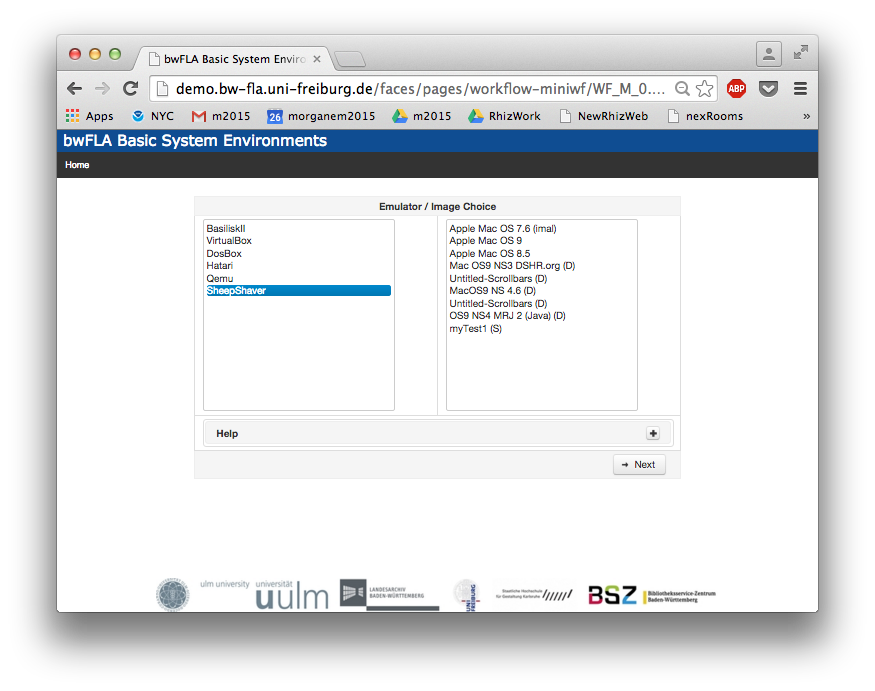 bwFLA Basic System Enviro
demo.bw-fla.uni-freiburg.de/faces/pages/workflow-miniwf/WF_M_0....
ABP
Apps NYC m2015 26 morganem2015 m2015 RhizWork NewRhizWeb nexRooms »
bwFLA Basic System Environments
Home
Emulator / Image Choice
BasiliskII
VirtualBox
DosBox
Hatari
Qemu
SheepShaver
Apple Mac OS 7.6 (imal)
Apple Mac OS 9
Apple Mac OS 8.5
Mac OS9 NS3 DSHR.org (D)
Untitled-Scrollbars (D)
MacOS9 NS 4.6 (D)
Untitled-Scrollbars (D)
OS9 NS4 MRJ 2 (Java) (D)
myTest1 (S)
Help
Next
ulm university universität
uulm
LANDESARCHIV
BADEN-WÜRTTEMBERG
UNI
FREIBURG
Staatliche Hochschule
für Gestaltung Karlsruhe
BSZ
Bibliotheksservice-Zentrum
Baden-Württemberg